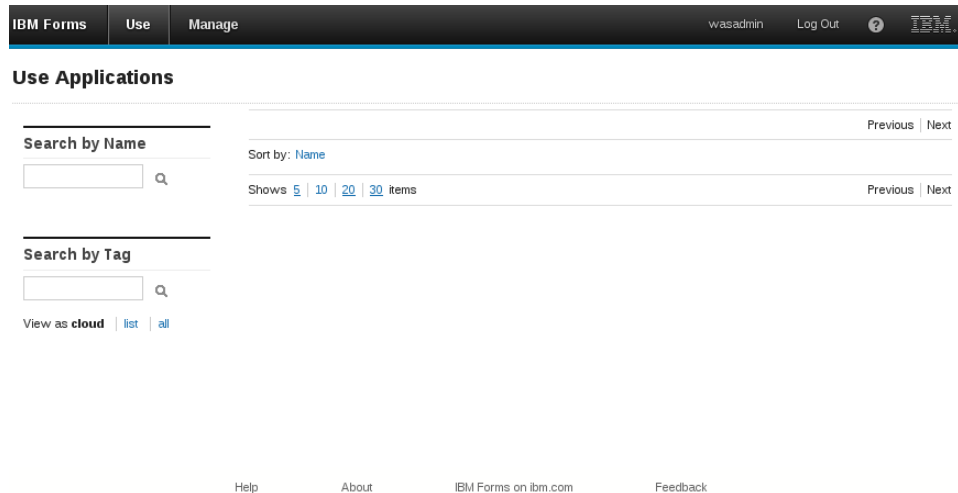 IBM Forms Use Manage wasadmin Log Out ? IBM.
Use Applications
Search by Name
Previous Next
Sort by: Name
Shows 5 10 20 30 items Previous Next
Search by Tag
View as cloud list all
Help About IBM Forms on ibm.com Feedback